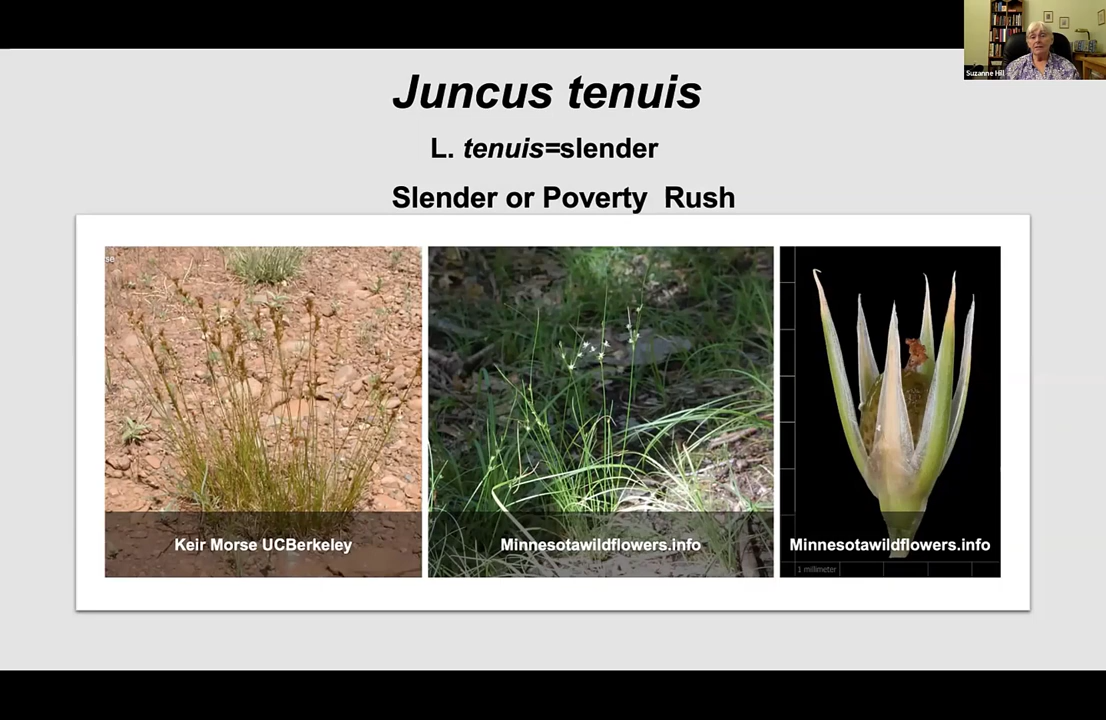 Suzanne Hill
Juncus tenuis
L. tenuis=slender
Slender or Poverty Rush
se
Keir Morse UCBerkeley
Minnesotawildflowers.info
Minnesotawildflowers.info
1 millimeter